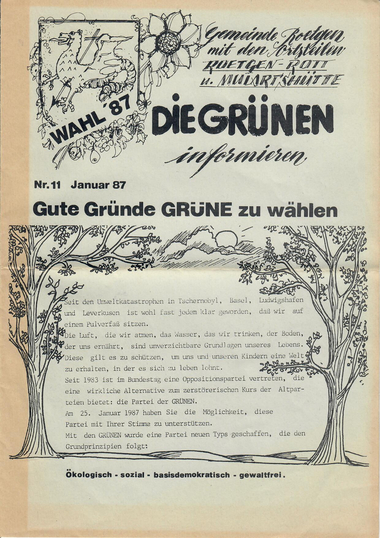 Gemeinde Roetgen
mit den Ortsteilen
RUETGEN-ROTT
u. MULARTSHÜTTE
WAHL '87
DIE GRÜNEN
informieren
Nr.11 Januar 87
Gute Gründe GRÜNE zu wählen
Seit den Umweltkatastrophen in Tschernobyl, Basel, Ludwigshafen
und Leverkusen ist wohl fast jedem klar geworden, daß wir auf
einem Pulverfaß sitzen.
Die Luft, die wir atmen, das Wasser, das wir trinken, der Boden,
der uns ernährt, sind unverzichtbare Grundlagen unseres Lebens.
Diese gilt es zu schützen, um uns und unseren Kindern eine Welt
zu erhalten, in der es sich zu leben lohnt.
Seit 1983 ist im Bundestag eine Oppositionspartei vertreten, die
eine wirkliche Alternative zum zerstörerischen Kurs der Altpar-
teien bietet: die Partei der GRÜNEN.
Am 25. Januar 1987 haben Sie die Möglichkeit, diese
Partei mit Ihrer Stimme zu unterstützen.
Mit den GRÜNEN wurde eine Partei neuen Typs geschaffen, die den
Grundprinzipien folgt:
Ökologisch - sozial - basisdemokratisch - gewaltfrei.